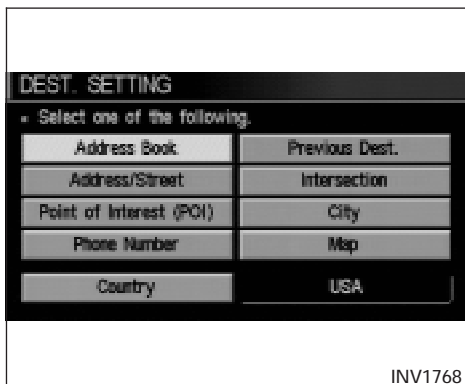 DEST. SETTING
Select one of the following.
Address Book Previous Dest.
Address/Street Intersection
Point of Interest (POI) City
Phone Number Map
Country USA
INV1768